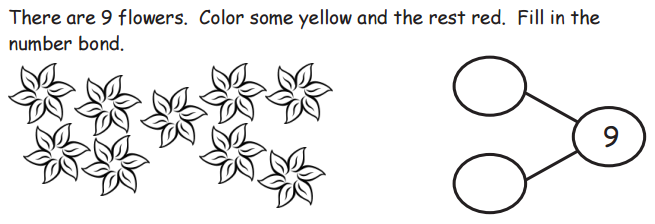 There are 9 flowers.  Color some yellow and the rest red.  Fill in the
number bond.
9